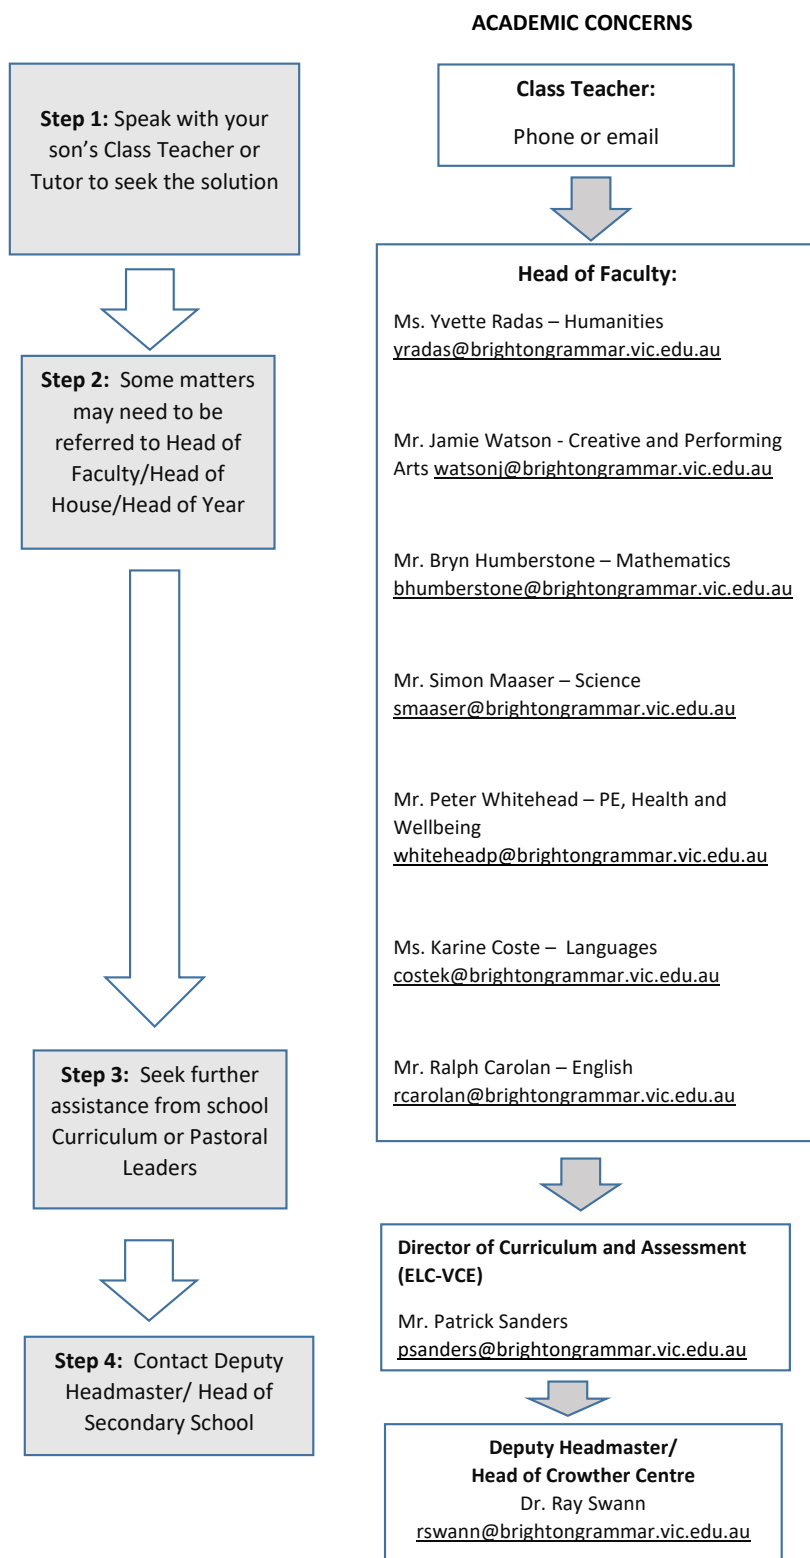 ACADEMIC CONCERNS
Step 1: Speak with your
son’s Class Teacher or
Tutor to seek the solution
Class Teacher:
Phone or email
Step 2:  Some matters
may need to be
referred to Head of
Faculty/Head of
House/Head of Year
Head of Faculty:
Ms. Yvette Radas – Humanities
yradas@brightongrammar.vic.edu.au
Mr. Jamie Watson - Creative and Performing
Arts watsonj@brightongrammar.vic.edu.au
Mr. Bryn Humberstone – Mathematics
bhumberstone@brightongrammar.vic.edu.au
Mr. Simon Maaser – Science
smaaser@brightongrammar.vic.edu.au
Mr. Peter Whitehead – PE, Health and
Wellbeing
whiteheadp@brightongrammar.vic.edu.au
Ms. Karine Coste –  Languages
costek@brightongrammar.vic.edu.au
Mr. Ralph Carolan – English
rcarolan@brightongrammar.vic.edu.au
Step 3:  Seek further
assistance from school
Curriculum or Pastoral
Leaders
Director of Curriculum and Assessment
(ELC-VCE)
Mr. Patrick Sanders
psanders@brightongrammar.vic.edu.au
Step 4:  Contact Deputy
Headmaster/ Head of
Secondary School
Deputy Headmaster/
Head of Crowther Centre
Dr. Ray Swann
rswann@brightongrammar.vic.edu.au